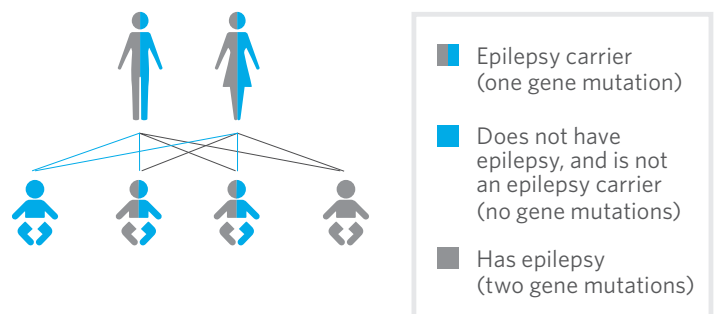 Epilepsy carrier
(one gene mutation)
Does not have
epilepsy, and is not
an epilepsy carrier
(no gene mutations)
Has epilepsy
(two gene mutations)